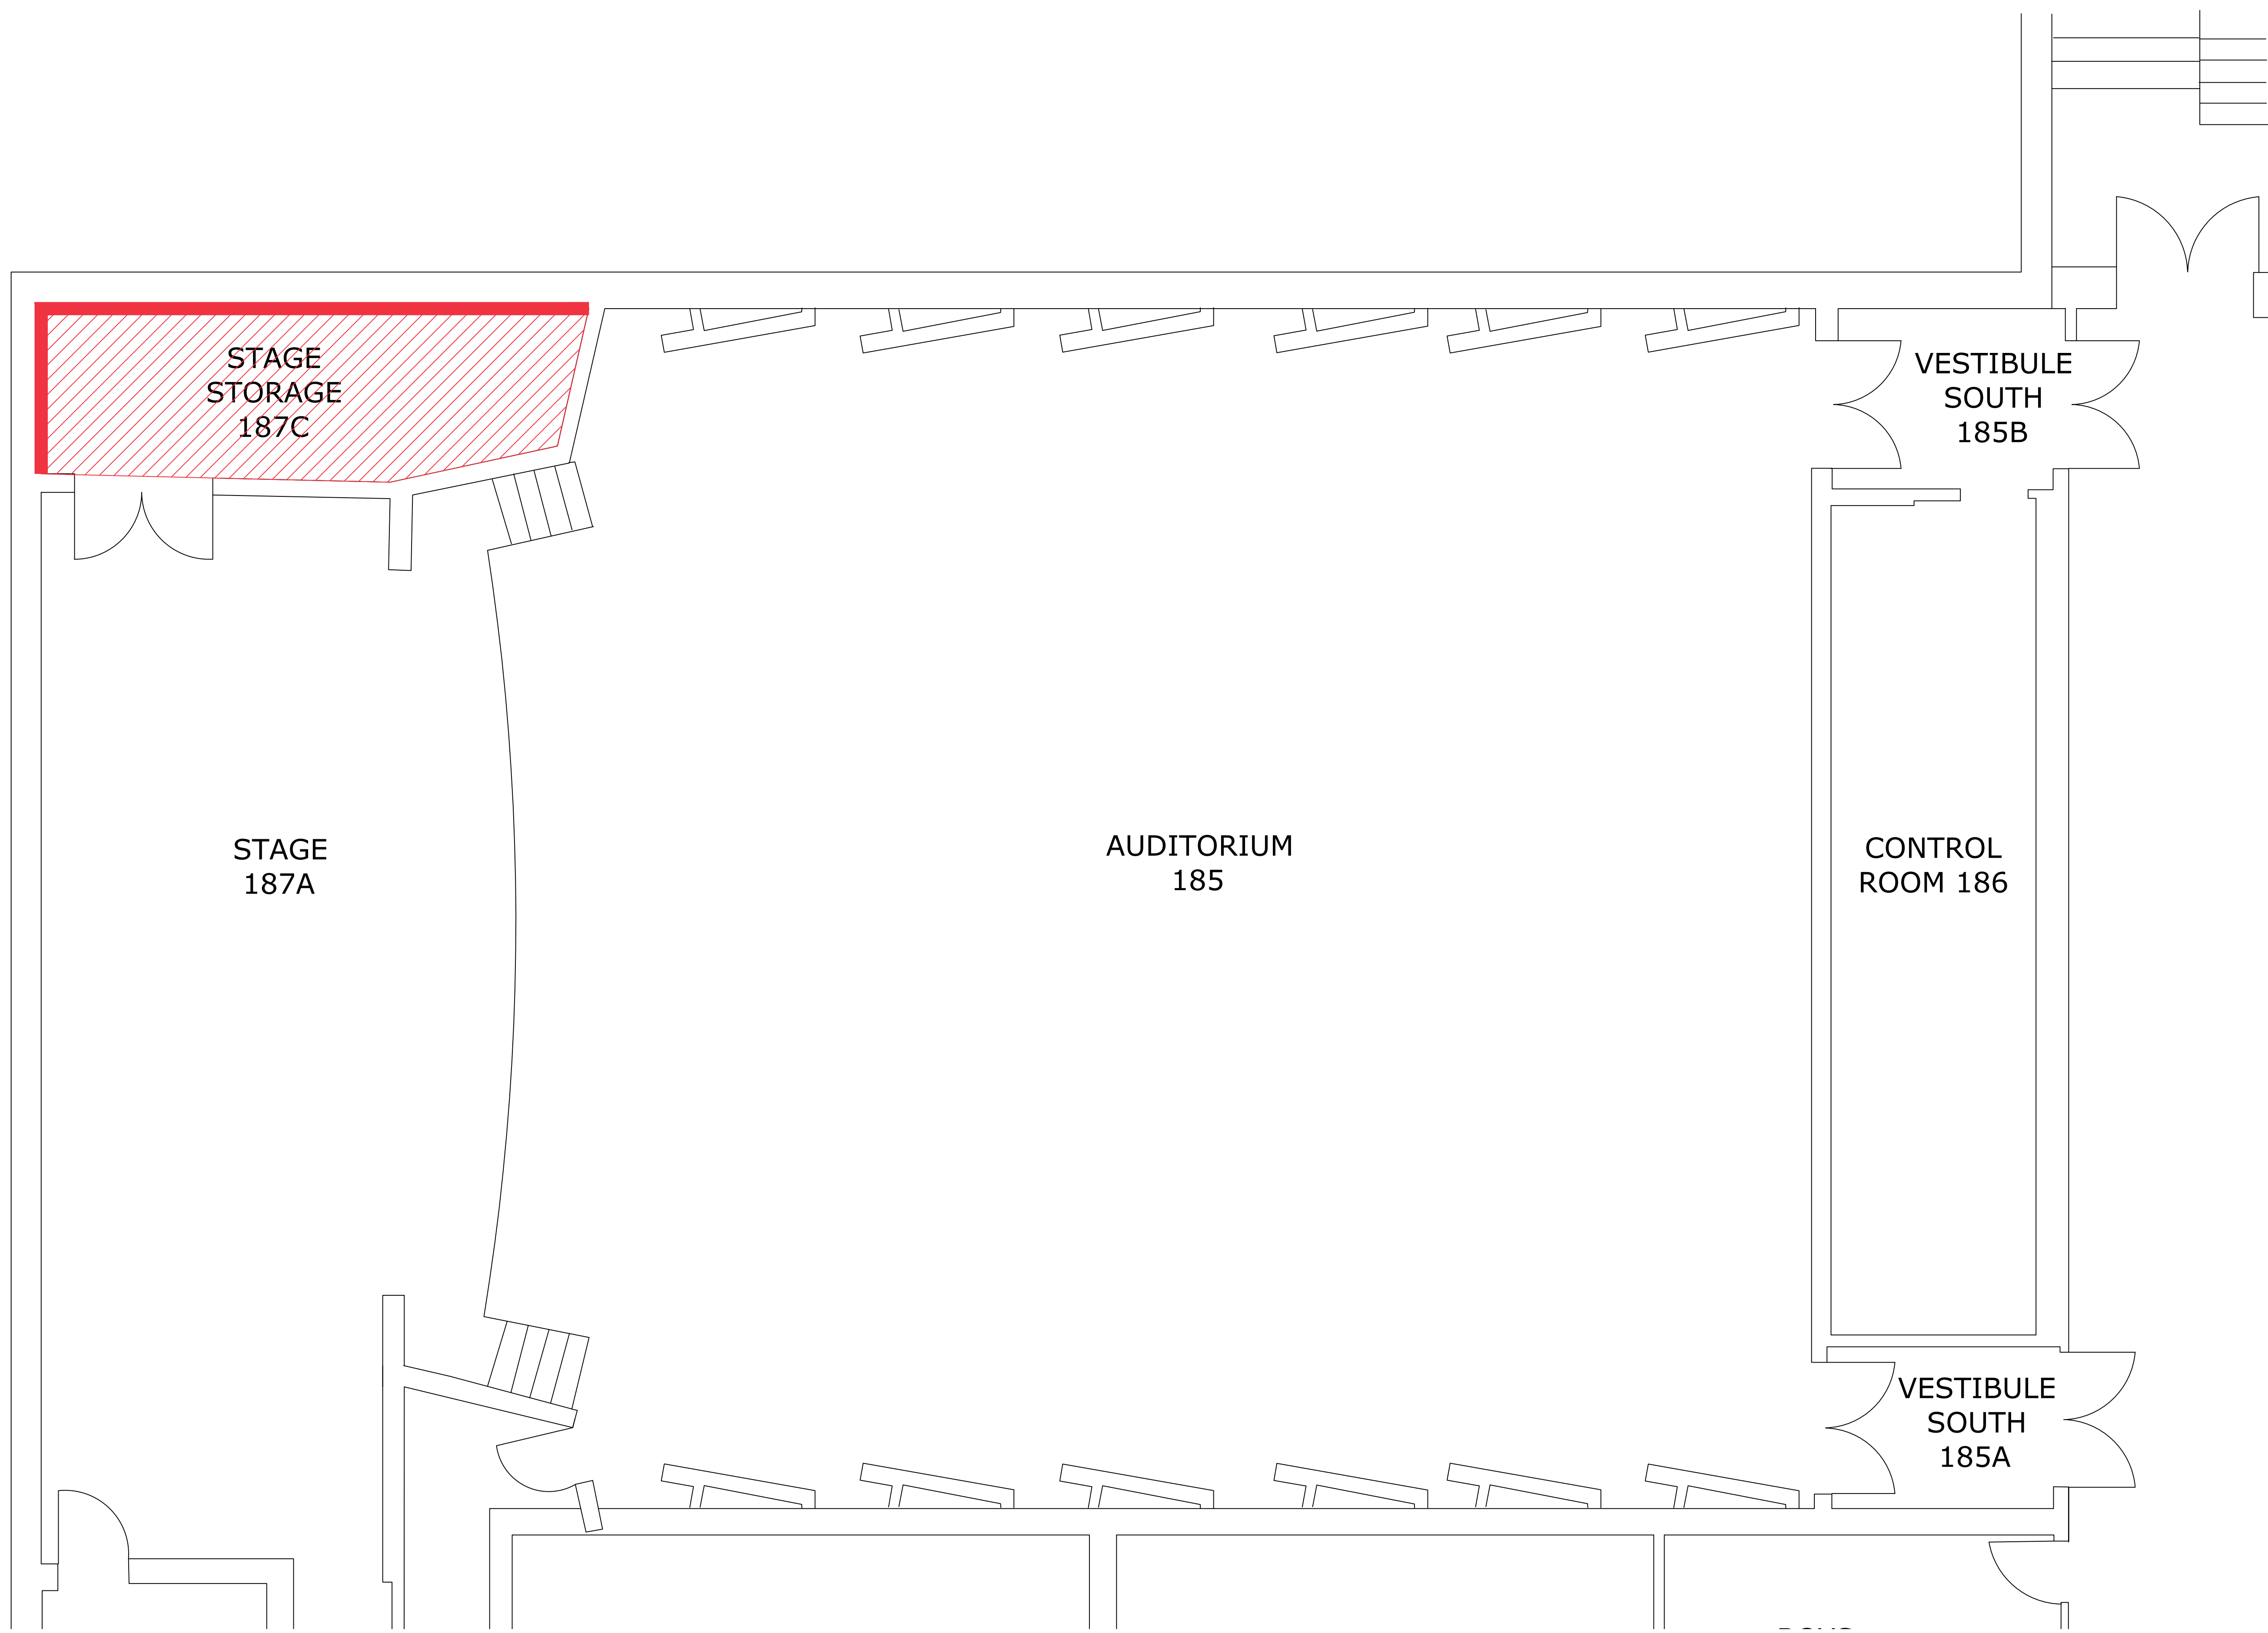 STAGE
STORAGE
187C
VESTIBULE
SOUTH
185B
STAGE
187A
AUDITORIUM
185
CONTROL
ROOM 186
VESTIBULE
SOUTH
185A